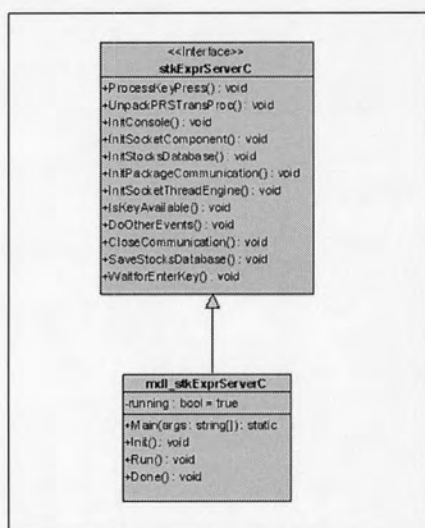 <<Interface>>
stkExprServerC
+ProcessKeyPress() : void
+UnpackPRSTransProc() : void
+InitConsole() : void
+InitSocketComponent() : void
+InitStocksDatabase() : void
+InitPackageCommunication() : void
+InitSocketThreadEngine() : void
+IsKeyAvailable() : void
+DoOtherEvents() : void
+CloseCommunication() : void
+SaveStocksDatabase() : void
+WaitforEnterKey() : void
mdl_stkExprServerC
-running : bool = true
+Main(args : string[]) : static
+Init() : void
+Run() : void
+Done() : void